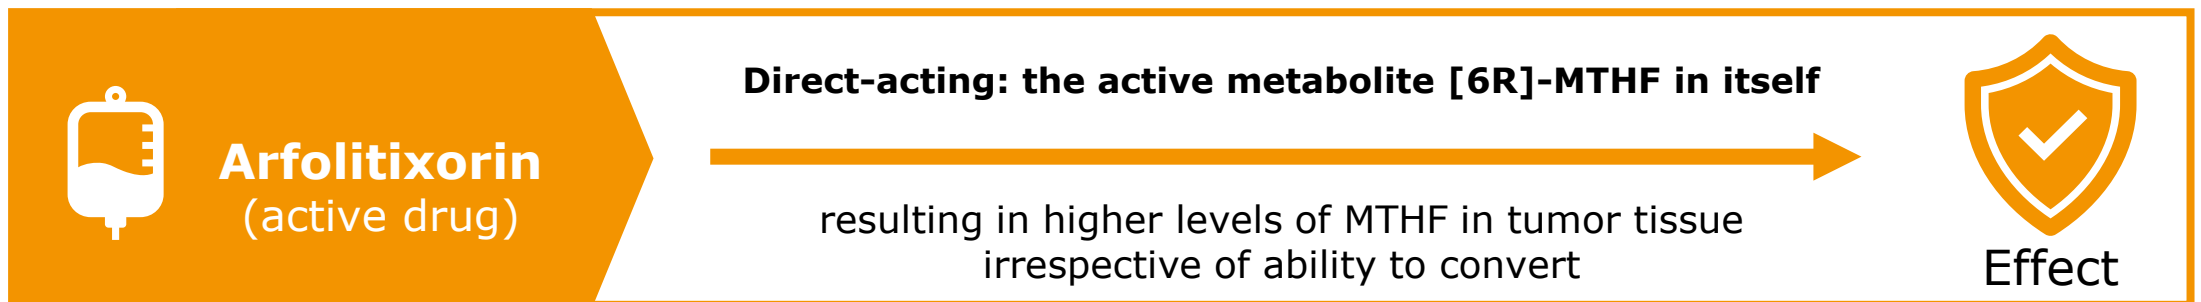 Arfolitixorin
(active drug)
Direct-acting: the active metabolite [6R]-MTHF in itself
resulting in higher levels of MTHF in tumor tissue
irrespective of ability to convert
Effect